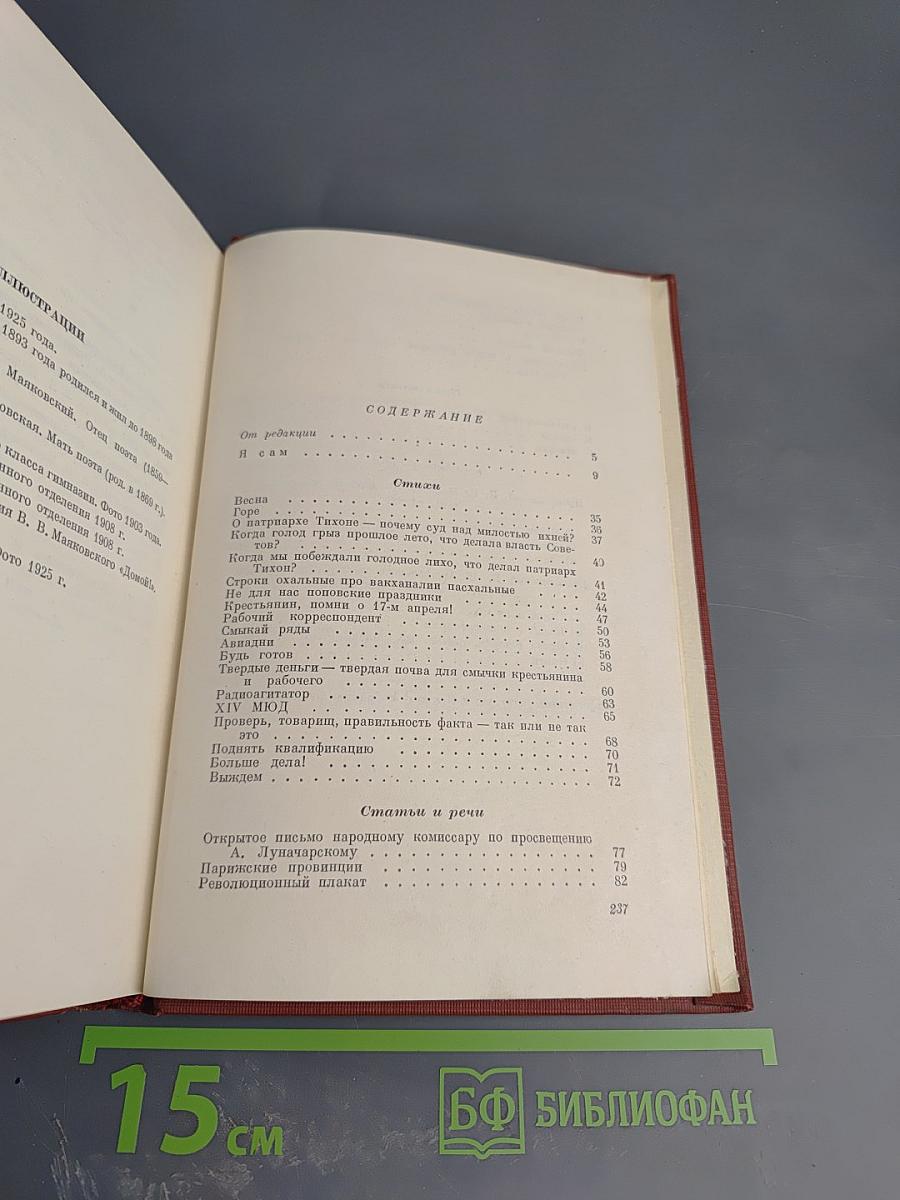 ЛЛЮСТРАЦИИ
1925 года.
1893 года родился и жил до 1898 года
Маяковский. Отец поэта (1856—
овская. Мать поэта (род. в 1869 г.).
класса гимназии. Фото 1903 года.
нного отделения 1908 г.
нного отделения 1908 г.
ия В. В. Маяковского «Домой!».
Фото 1925 г.
СОДЕРЖАНИЕ
От редакции . . . . . . . . . . . . . . . . 5
Я сам . . . . . . . . . . . . . . . . 9
Стихи
Весна . . . . . . . . . . . . . . . . 35
Горе . . . . . . . . . . . . . . . . 36
О патриархе Тихоне — почему суд над милостью ихней? 37
Когда голод грыз прошлое лето, что делала власть Сове-
тов? . . . . . . . . . . . . . . . . 40
Когда мы побеждали голодное лихо, что делал патриарх
Тихон? . . . . . . . . . . . . . . . . 41
Строки охальные про вакханалии пасхальные . . . 42
Не для нас поповские праздники . . . . . . . . 44
Крестьянин, помни о 17-м апреля! . . . . . . . . 47
Рабочий корреспондент . . . . . . . . . . . 50
Смыкай ряды . . . . . . . . . . . . . . 53
Авиадни . . . . . . . . . . . . . . . . 56
Будь готов . . . . . . . . . . . . . . . 58
Твердые деньги — твердая почва для смычки крестьянина
и рабочего . . . . . . . . . . . . . . 60
Радиоагитатор . . . . . . . . . . . . . . 63
XIV МЮД . . . . . . . . . . . . . . . . 65
Проверь, товарищ, правильность факта — так или не так
это . . . . . . . . . . . . . . . . 68
Поднять квалификацию . . . . . . . . . . . 70
Больше дела! . . . . . . . . . . . . . . 71
Выждем . . . . . . . . . . . . . . . . 72
Статьи и речи
Открытое письмо народному комиссару по просвещению
А. Луначарскому . . . . . . . . . . . . 77
Парижские провинции . . . . . . . . . . . 79
Революционный плакат . . . . . . . . . . . 82
237
15 см
БФ БИБЛИОФАН